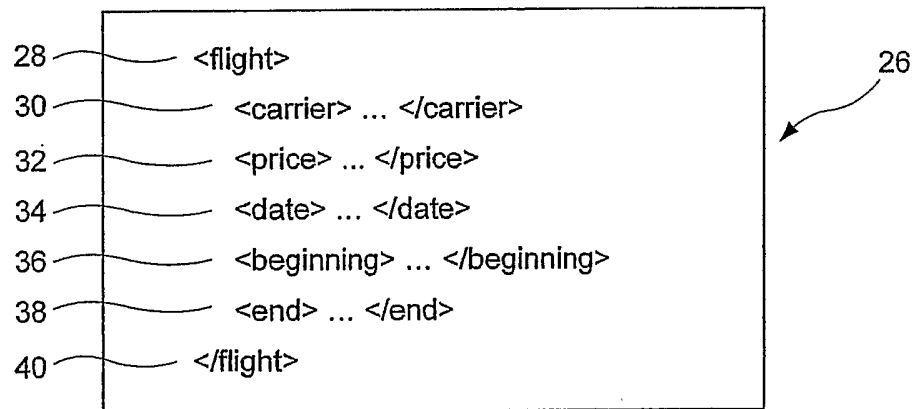 28 <flight>
26
30 <carrier> ... </carrier>
32 <price> ... </price>
34 <date> ... </date>
36 <beginning> ... </beginning>
38 <end> ... </end>
40 </flight>